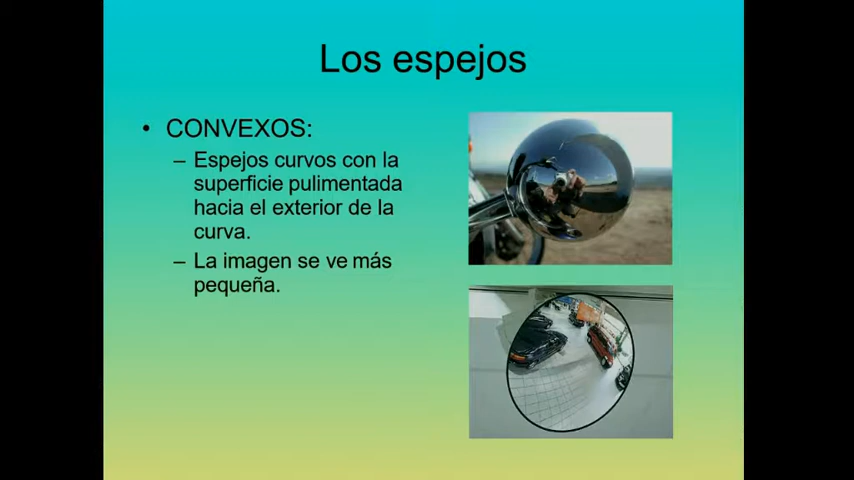 Los espejos
• CONVEXOS:
– Espejos curvos con la
superficie pulimentada
hacia el exterior de la
curva.
– La imagen se ve más
pequeña.